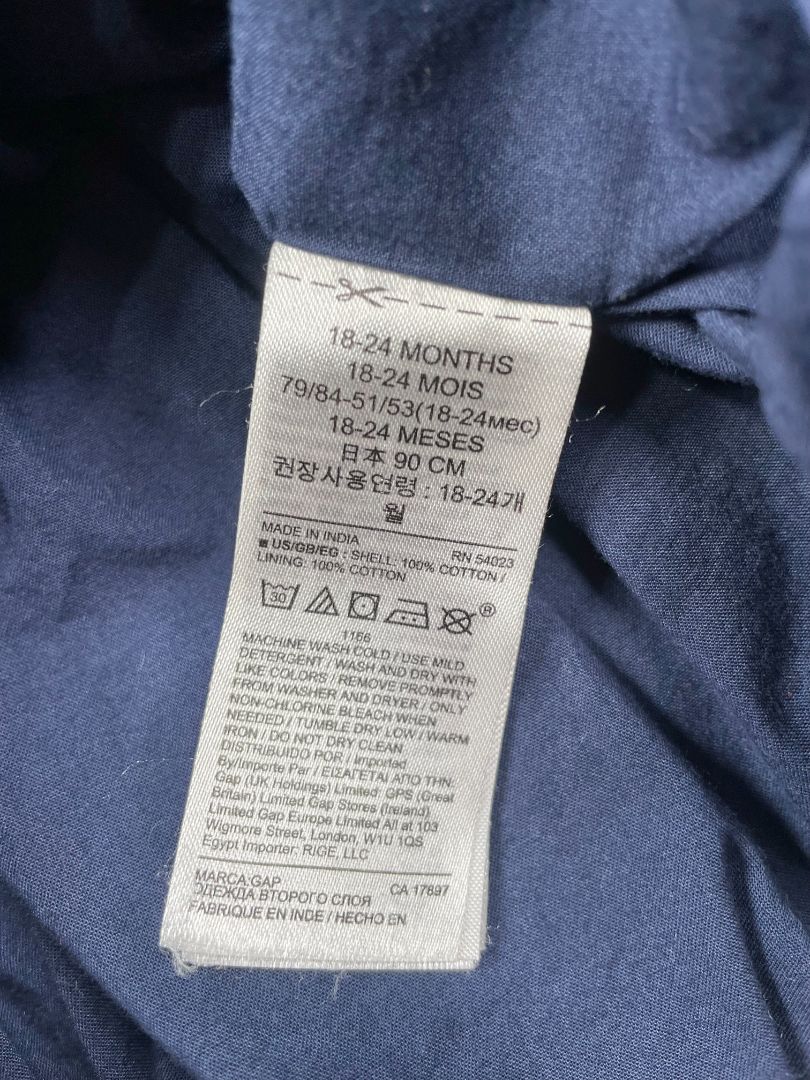 18-24 MONTHS
18-24 MOIS
79/84-51/53(18-24мес)
18-24 MESES
日本 90 CM
권장사용연령 : 18-24개
월
MADE IN INDIA RN 54023
■ US/GB/EG : SHELL. 100% COTTON /
LINING: 100% COTTON
30 ®
1166
MACHINE WASH COLD / USE MILD
DETERGENT / WASH AND DRY WITH
LIKE COLORS / REMOVE PROMPTLY
FROM WASHER AND DRYER / ONLY
NON-CHLORINE BLEACH WHEN
NEEDED / TUMBLE DRY LOW / WARM
IRON / DO NOT DRY CLEAN
DISTRIBUIDO POR / Imported
By/Importe Par / ΕΙΣΑΓΕΤΑΙ ΑΠΟ ΤΗΝ:
Gap (UK Holdings) Limited GPS (Great
Britain) Limited Gap Stores (Ireland)
Limited Gap Europe Limited All at 103
Wigmore Street, London, W1U 1QS
Egypt Importer: RIGE, LLC
MARCA:GAP CA 17897
ОДЕЖДА ВТОРОГО СЛОЯ
FABRIQUE EN INDE / HECHO EN